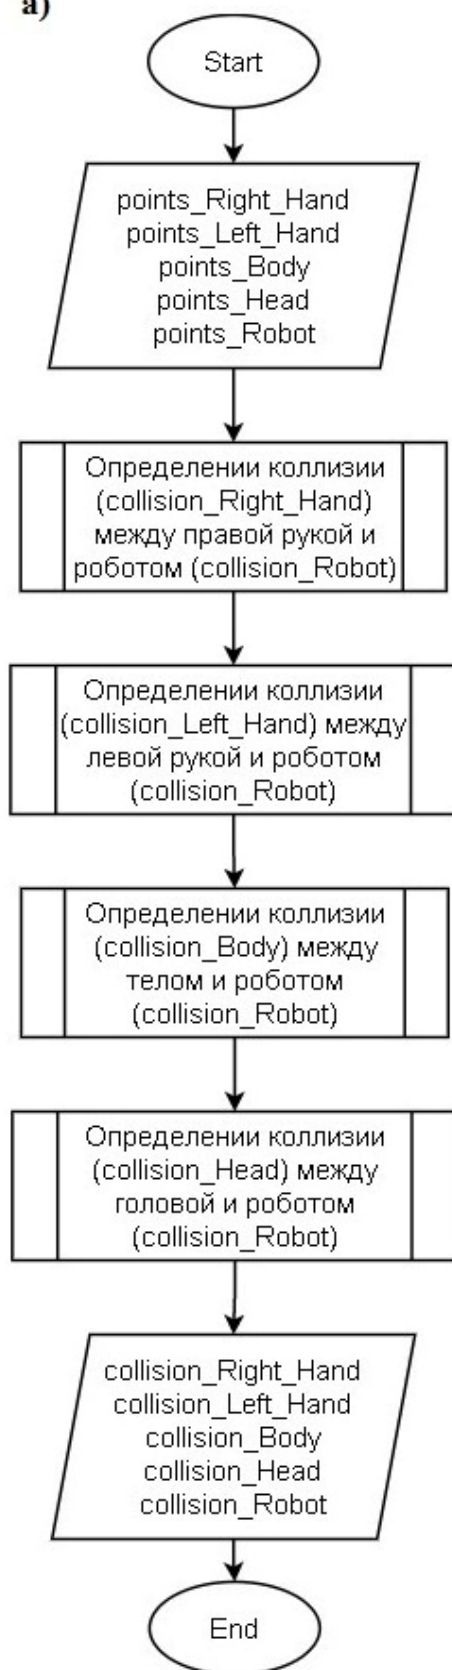 а)
Start
points_Right_Hand
points_Left_Hand
points_Body
points_Head
points_Robot
Определении коллизии
(collision_Right_Hand)
между правой рукой и
роботом (collision_Robot)
Определении коллизии
(collision_Left_Hand) между
левой рукой и роботом
(collision_Robot)
Определении коллизии
(collision_Body) между
телом и роботом
(collision_Robot)
Определении коллизии
(collision_Head) между
головой и роботом
(collision_Robot)
collision_Right_Hand
collision_Left_Hand
collision_Body
collision_Head
collision_Robot
End